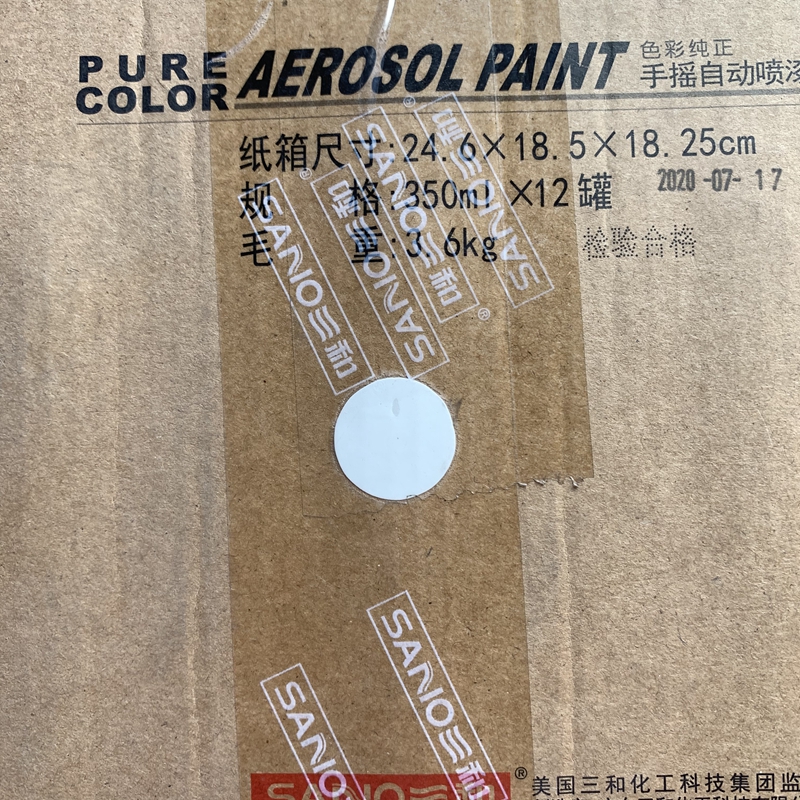 PURE COLOR AEROSOL PAINT
色彩纯正
手摇自动喷漆
纸箱尺寸:24.6×18.5×18.25cm
规 格:350ml×12罐
2020-07-17
毛 重:3.6kg
检验合格
SANO三和®
SANO三和®
SANO三和
SANO三和
SANO三和
SANO
SANO三和®
美国三和化工科技集团监